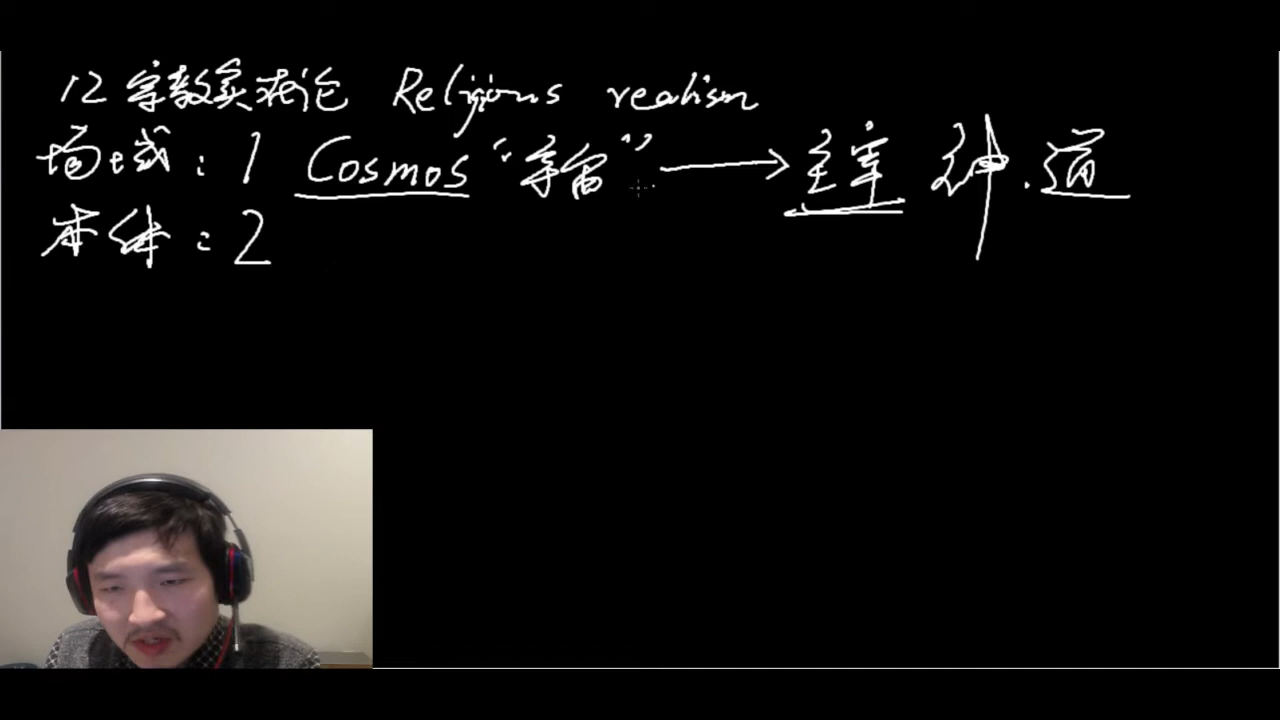 12 宗教实在论 Religious realism
场域：1 Cosmos “宇宙” → 主宰 神.道
本体：2